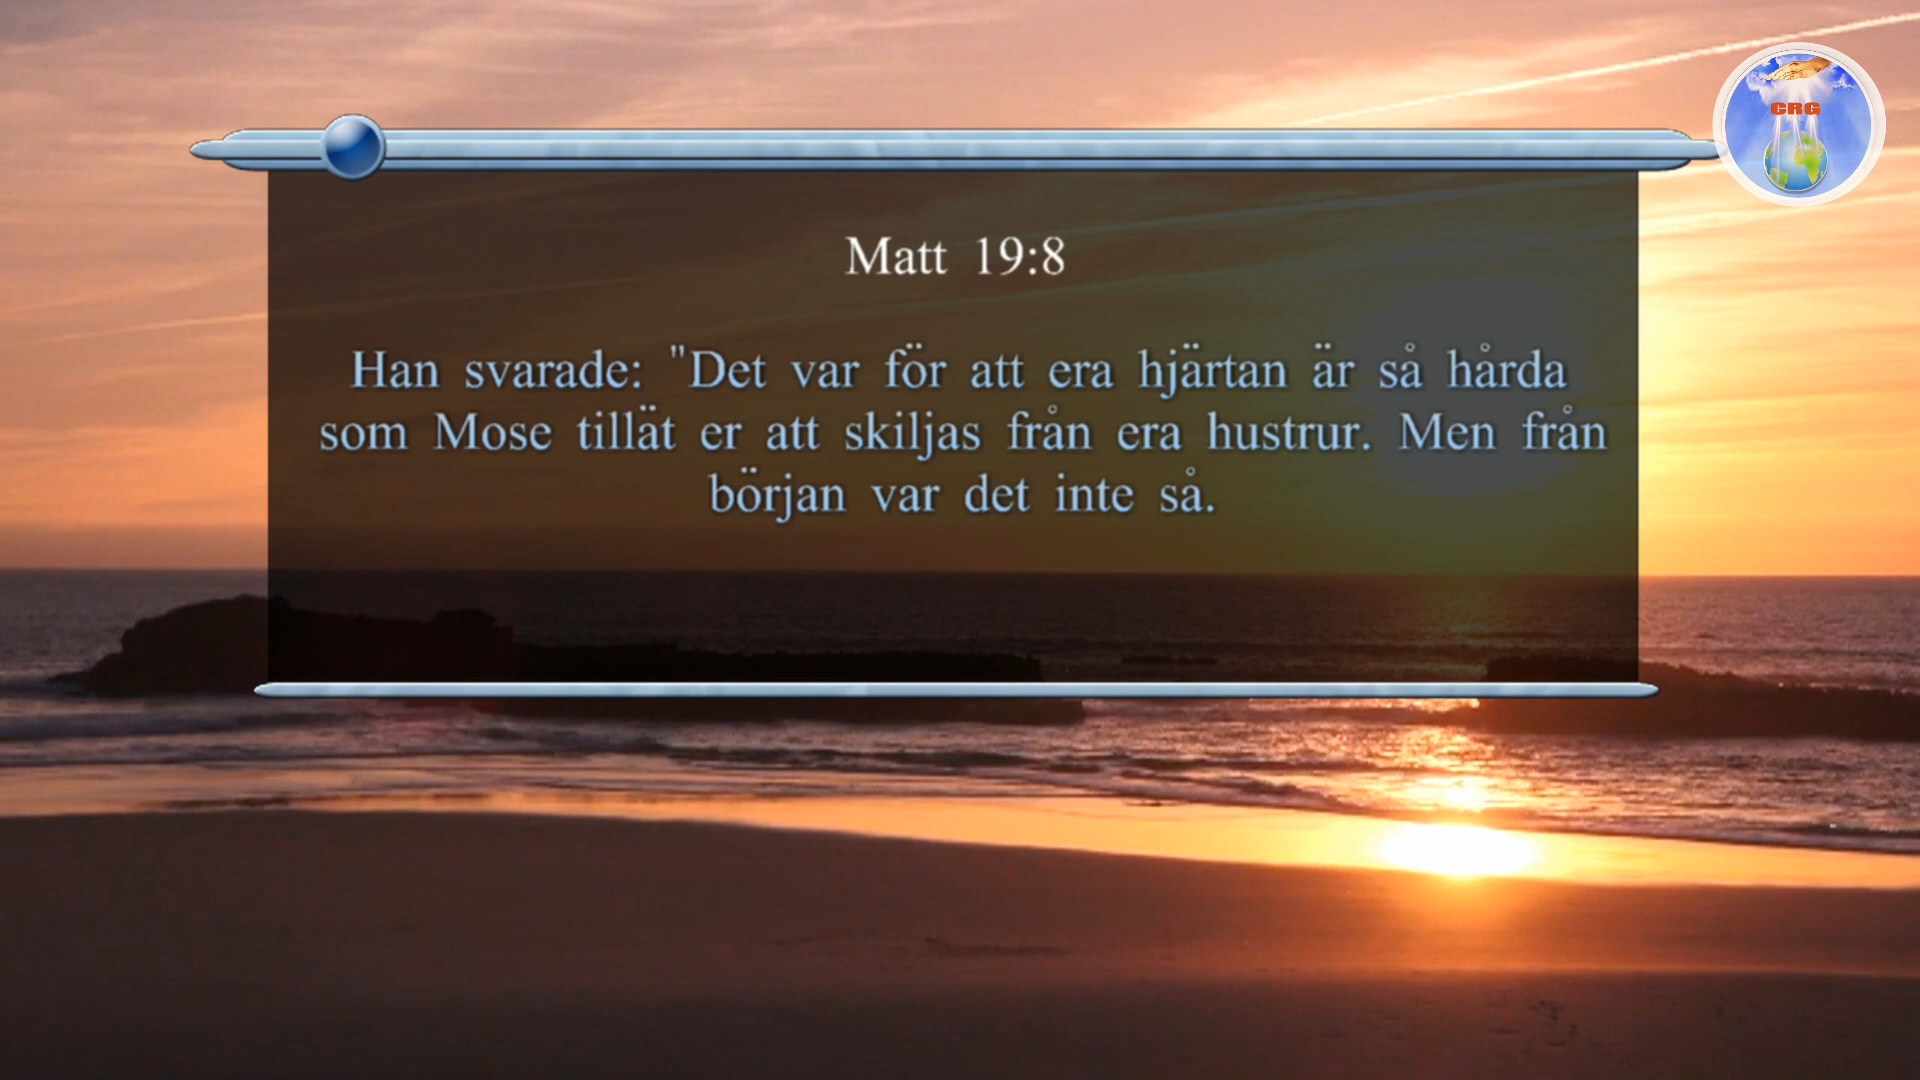 CRG
Matt 19:8
Han svarade: "Det var för att era hjärtan är så hårda
som Mose tillät er att skiljas från era hustrur. Men från
början var det inte så.